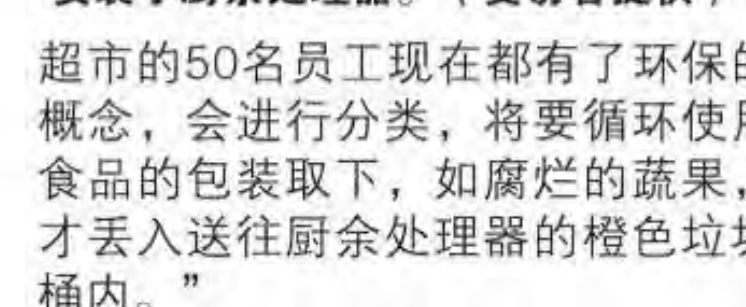 超市的50名员工现在都有了环保的
概念，会进行分类，将要循环使用
食品的包装取下，如腐烂的蔬果，
才丢入送往厨余处理器的橙色垃圾
桶内。”